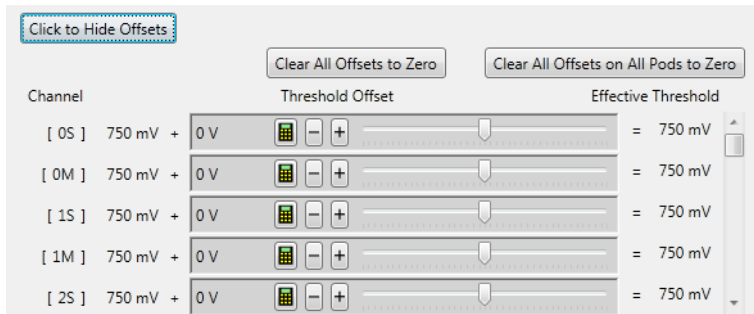 Click to Hide Offsets
Clear All Offsets to Zero Clear All Offsets on All Pods to Zero
Channel Threshold Offset Effective Threshold
[ 0S ] 750 mV + 0 V - + = 750 mV
[ 0M ] 750 mV + 0 V - + = 750 mV
[ 1S ] 750 mV + 0 V - + = 750 mV
[ 1M ] 750 mV + 0 V - + = 750 mV
[ 2S ] 750 mV + 0 V - + = 750 mV